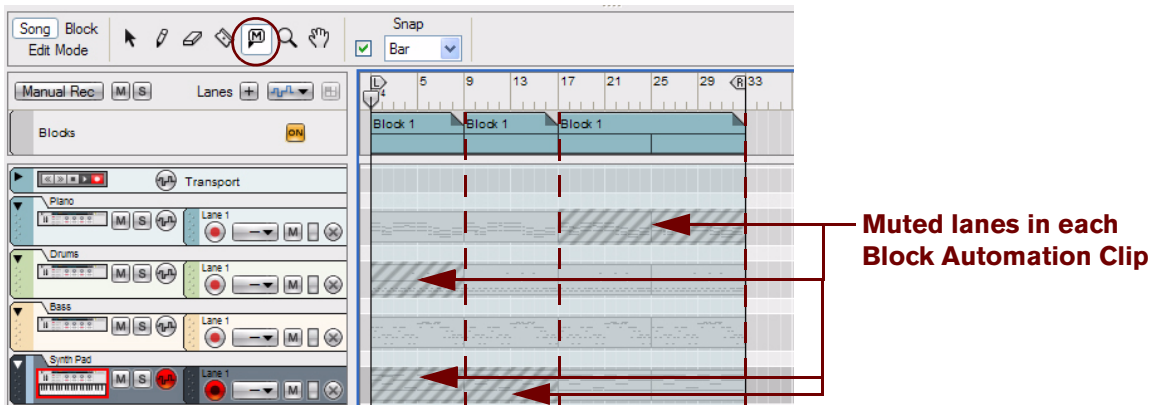 Song Block
Edit Mode
M
Snap
Bar
Manual Rec M S Lanes +
L 5 9 13 17 21 25 29 R 33
4
Blocks ON
Block 1 Block 1 Block 1
Transport
Piano
M S Lane 1 M
Muted lanes in each
Block Automation Clip
Drums
M S Lane 1 M
Bass
M S Lane 1 M
Synth Pad
M S Lane 1 M